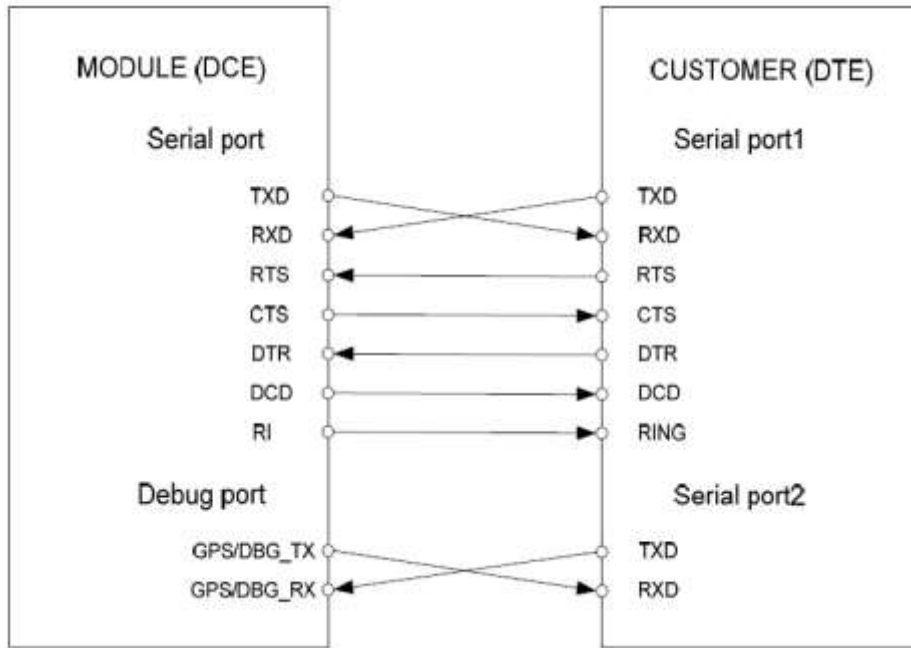 MODULE (DCE)
Serial port
TXD
RXD
RTS
CTS
DTR
DCD
RI
Debug port
GPS/DBG_TX
GPS/DBG_RX
CUSTOMER (DTE)
Serial port1
TXD
RXD
RTS
CTS
DTR
DCD
RING
Serial port2
TXD
RXD